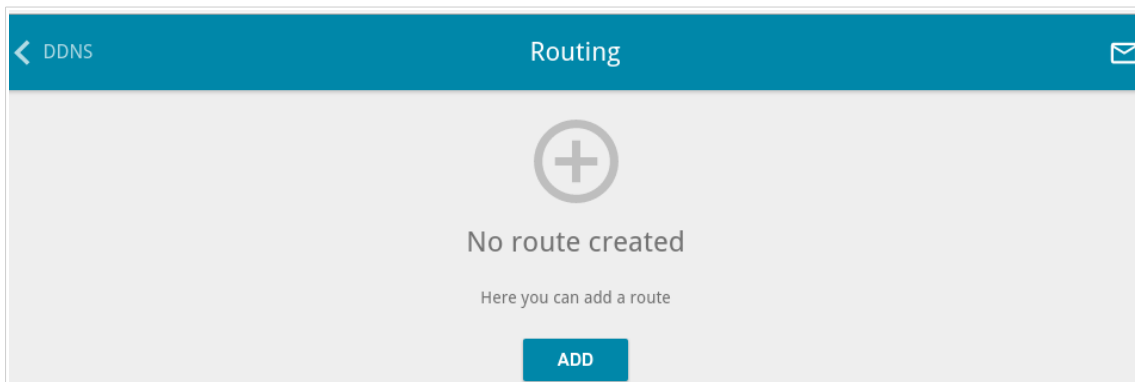 DDNS
Routing
No route created
Here you can add a route
ADD